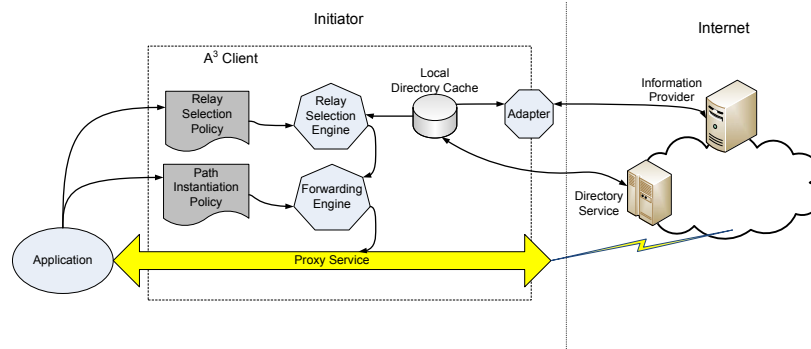 Initiator
Internet
A³ Client
Relay
Selection
Policy
Relay
Selection
Engine
Local
Directory Cache
Adapter
Information
Provider
Path
Instantiation
Policy
Forwarding
Engine
Directory
Service
Application
Proxy Service